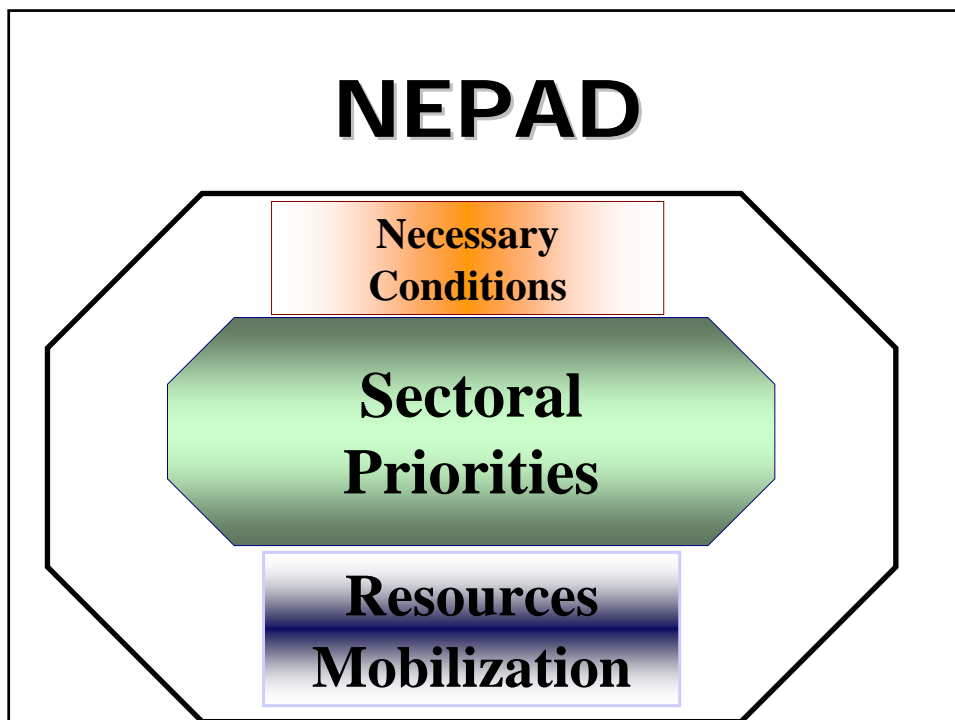 NEPAD
Necessary
Conditions
Sectoral
Priorities
Resources
Mobilization